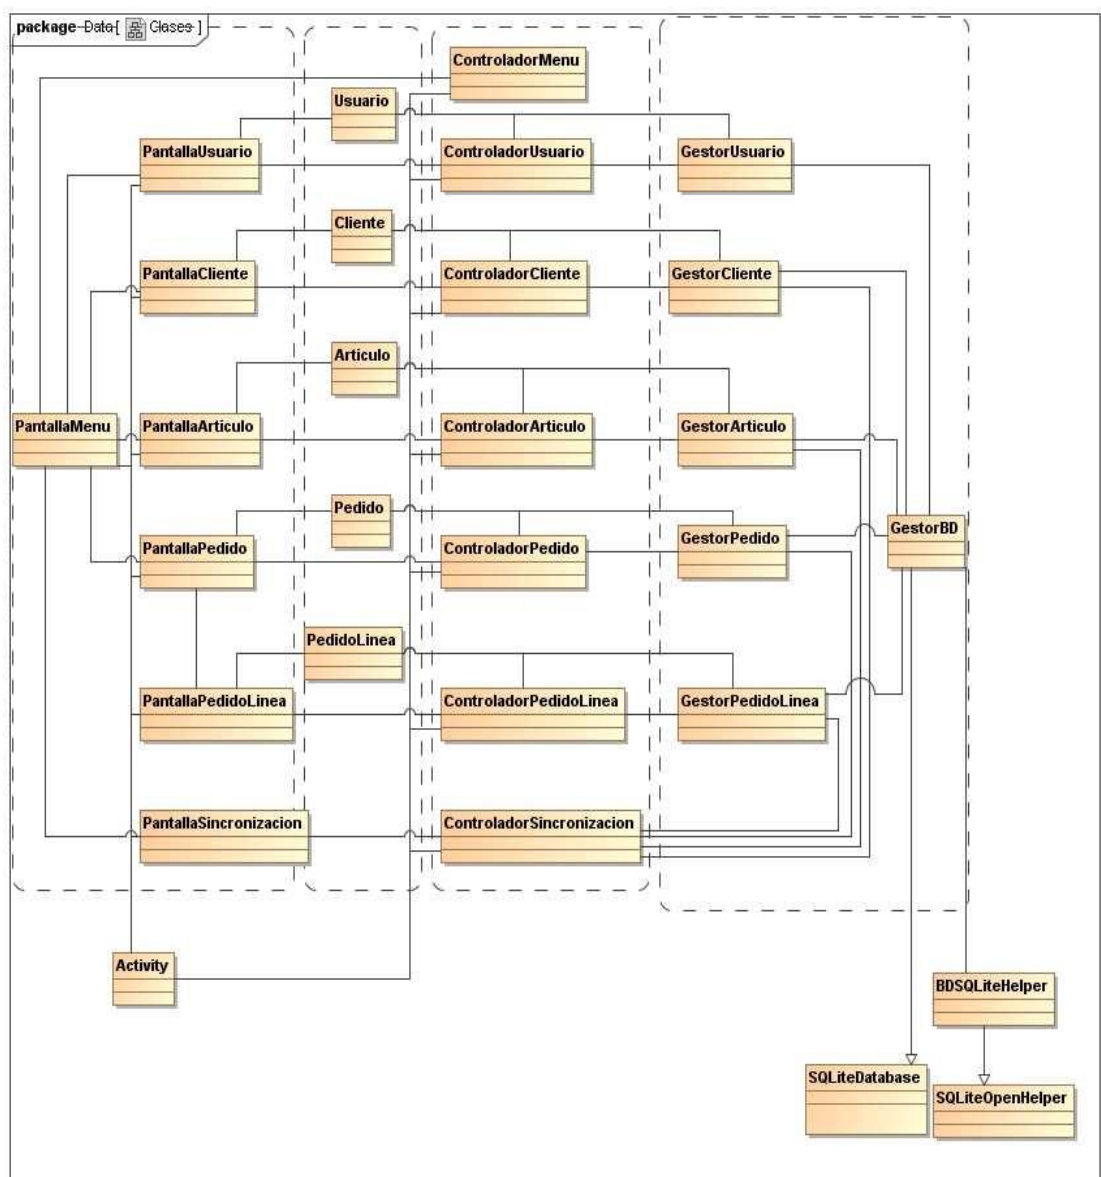 package Data[ Clases ]
ControladorMenu
Usuario
PantallaUsuario
ControladorUsuario
GestorUsuario
Cliente
PantallaCliente
ControladorCliente
GestorCliente
Articulo
PantallaMenu
PantallaArticulo
ControladorArticulo
GestorArticulo
Pedido
PantallaPedido
ControladorPedido
GestorPedido
GestorBD
PedidoLinea
PantallaPedidoLinea
ControladorPedidoLinea
GestorPedidoLinea
PantallaSincronizacion
ControladorSincronizacion
Activity
BDSQLiteHelper
SQLiteDatabase
SQLiteOpenHelper